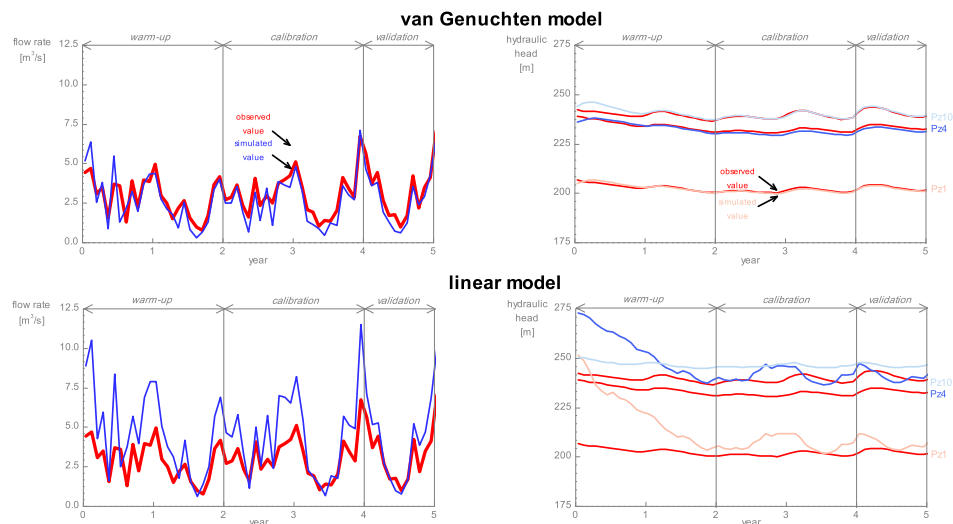 van Genuchten model
flow rate
[m³/s]
warm-up
calibration
validation
12.5
10.0
7.5
5.0
2.5
0.0
observed
value
simulated
value
0
1
2
3
4
5
year
hydraulic
head
[m]
warm-up
calibration
validation
275
250
225
200
175
Pz10
Pz4
Pz1
observed
value
simulated
value
0
1
2
3
4
5
year
linear model
flow rate
[m³/s]
warm-up
calibration
validation
12.5
10.0
7.5
5.0
2.5
0.0
0
1
2
3
4
5
year
hydraulic
head
[m]
warm-up
calibration
validation
275
250
225
200
175
Pz10
Pz4
Pz1
0
1
2
3
4
5
year